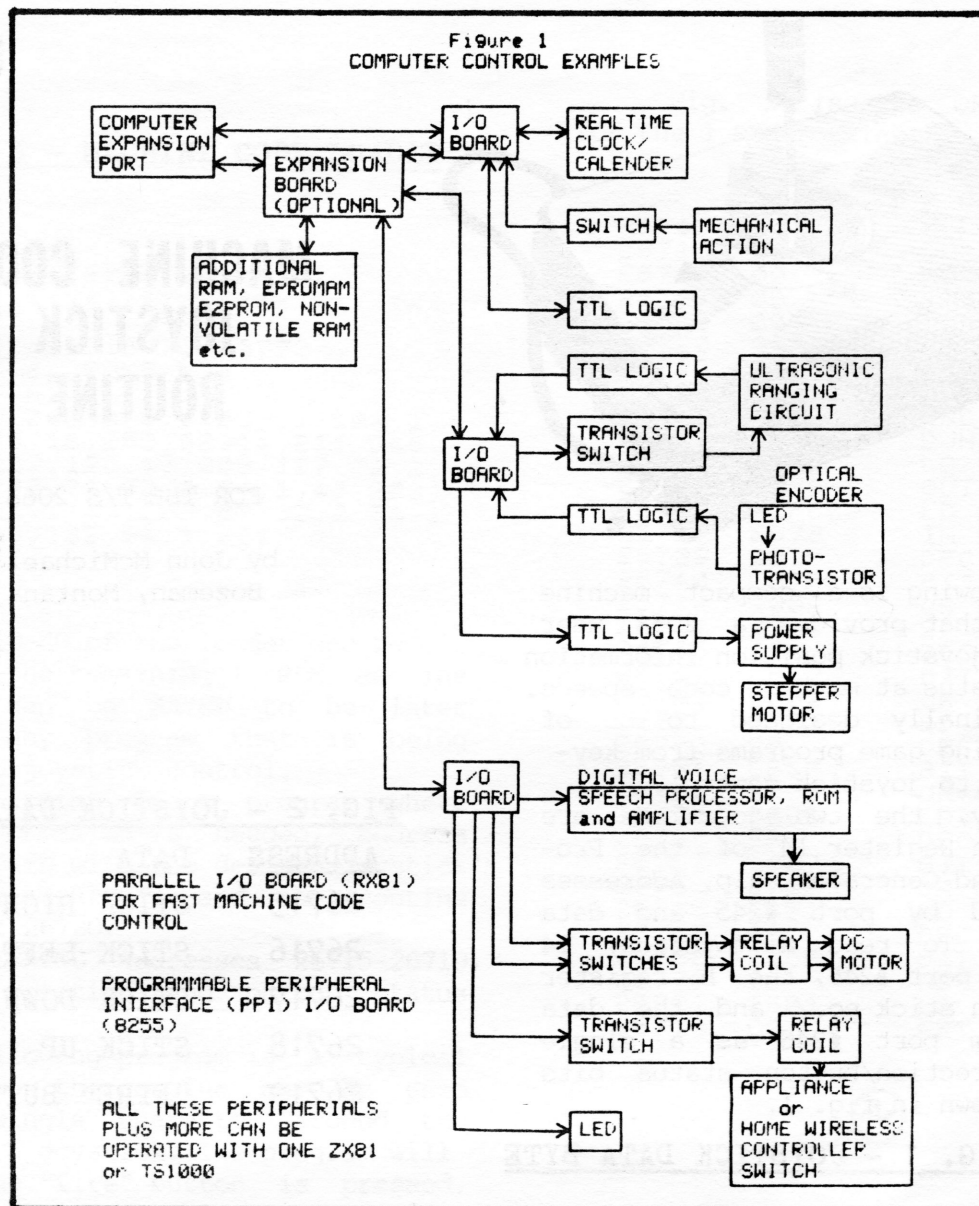 Figure 1
COMPUTER CONTROL EXAMPLES
COMPUTER
EXPANSION
PORT
EXPANSION
BOARD
(OPTIONAL)
I/O
BOARD
REALTIME
CLOCK/
CALENDER
SWITCH
MECHANICAL
ACTION
ADDITIONAL
RAM, EPROMAM
E2PROM, NON-
VOLATILE RAM
etc.
TTL LOGIC
TTL LOGIC
ULTRASONIC
RANGING
CIRCUIT
I/O
BOARD
TRANSISTOR
SWITCH
OPTICAL
ENCODER
TTL LOGIC
LED
PHOTO-
TRANSISTOR
TTL LOGIC
POWER
SUPPLY
STEPPER
MOTOR
I/O
BOARD
DIGITAL VOICE
SPEECH PROCESSOR, ROM
and AMPLIFIER
SPEAKER
PARALLEL I/O BOARD (RX81)
FOR FAST MACHINE CODE
CONTROL
TRANSISTOR
SWITCHES
RELAY
COIL
DC
MOTOR
PROGRAMMABLE PERIPHERAL
INTERFACE (PPI) I/O BOARD
(8255)
TRANSISTOR
SWITCH
RELAY
COIL
APPLIANCE
or
HOME WIRELESS
CONTROLLER
SWITCH
LED
ALL THESE PERIPHERIALS
PLUS MORE CAN BE
OPERATED WITH ONE ZX81
or TS1000